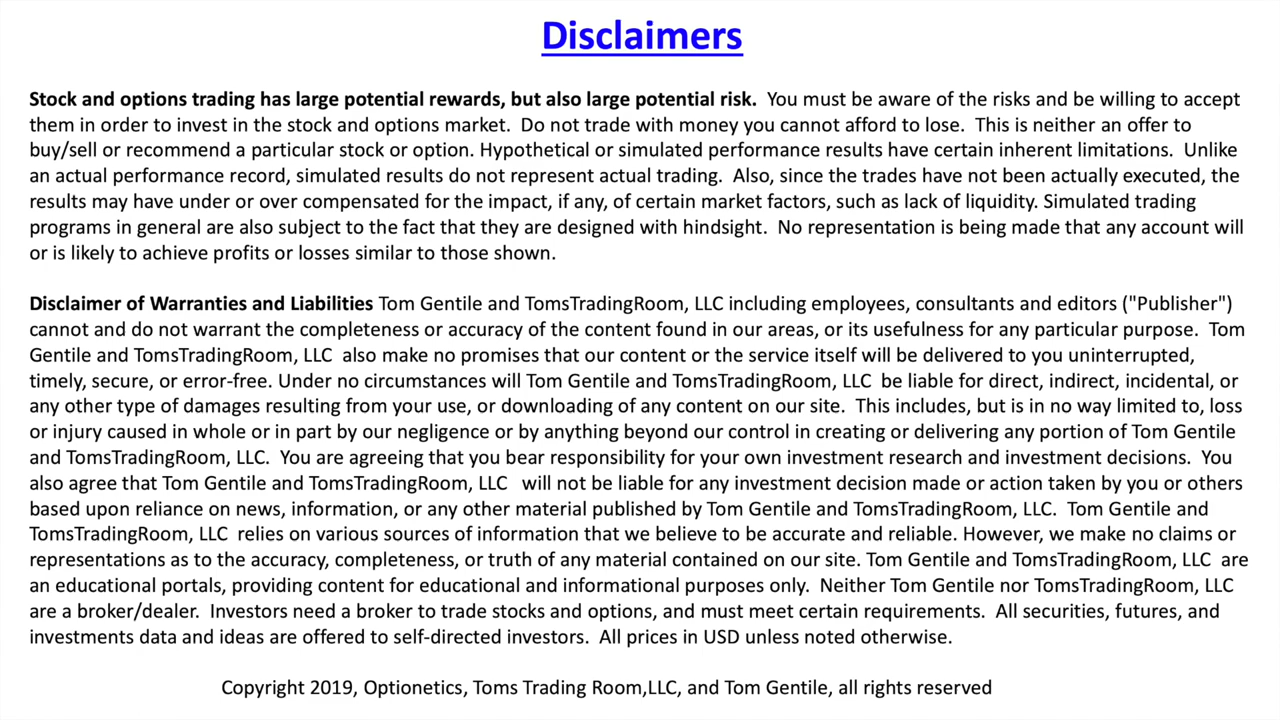 Disclaimers
Stock and options trading has large potential rewards, but also large potential risk.  You must be aware of the risks and be willing to accept
them in order to invest in the stock and options market.  Do not trade with money you cannot afford to lose.  This is neither an offer to
buy/sell or recommend a particular stock or option. Hypothetical or simulated performance results have certain inherent limitations.  Unlike
an actual performance record, simulated results do not represent actual trading.  Also, since the trades have not been actually executed, the
results may have under or over compensated for the impact, if any, of certain market factors, such as lack of liquidity. Simulated trading
programs in general are also subject to the fact that they are designed with hindsight.  No representation is being made that any account will
or is likely to achieve profits or losses similar to those shown.
Disclaimer of Warranties and Liabilities Tom Gentile and TomsTradingRoom, LLC including employees, consultants and editors ("Publisher")
cannot and do not warrant the completeness or accuracy of the content found in our areas, or its usefulness for any particular purpose.  Tom
Gentile and TomsTradingRoom, LLC  also make no promises that our content or the service itself will be delivered to you uninterrupted,
timely, secure, or error-free. Under no circumstances will Tom Gentile and TomsTradingRoom, LLC  be liable for direct, indirect, incidental, or
any other type of damages resulting from your use, or downloading of any content on our site.  This includes, but is in no way limited to, loss
or injury caused in whole or in part by our negligence or by anything beyond our control in creating or delivering any portion of Tom Gentile
and TomsTradingRoom, LLC.  You are agreeing that you bear responsibility for your own investment research and investment decisions.  You
also agree that Tom Gentile and TomsTradingRoom, LLC   will not be liable for any investment decision made or action taken by you or others
based upon reliance on news, information, or any other material published by Tom Gentile and TomsTradingRoom, LLC.  Tom Gentile and
TomsTradingRoom, LLC  relies on various sources of information that we believe to be accurate and reliable. However, we make no claims or
representations as to the accuracy, completeness, or truth of any material contained on our site. Tom Gentile and TomsTradingRoom, LLC  are
an educational portals, providing content for educational and informational purposes only.  Neither Tom Gentile nor TomsTradingRoom, LLC
are a broker/dealer.  Investors need a broker to trade stocks and options, and must meet certain requirements.  All securities, futures, and
investments data and ideas are offered to self-directed investors.  All prices in USD unless noted otherwise.
Copyright 2019, Optionetics, Toms Trading Room,LLC, and Tom Gentile, all rights reserved